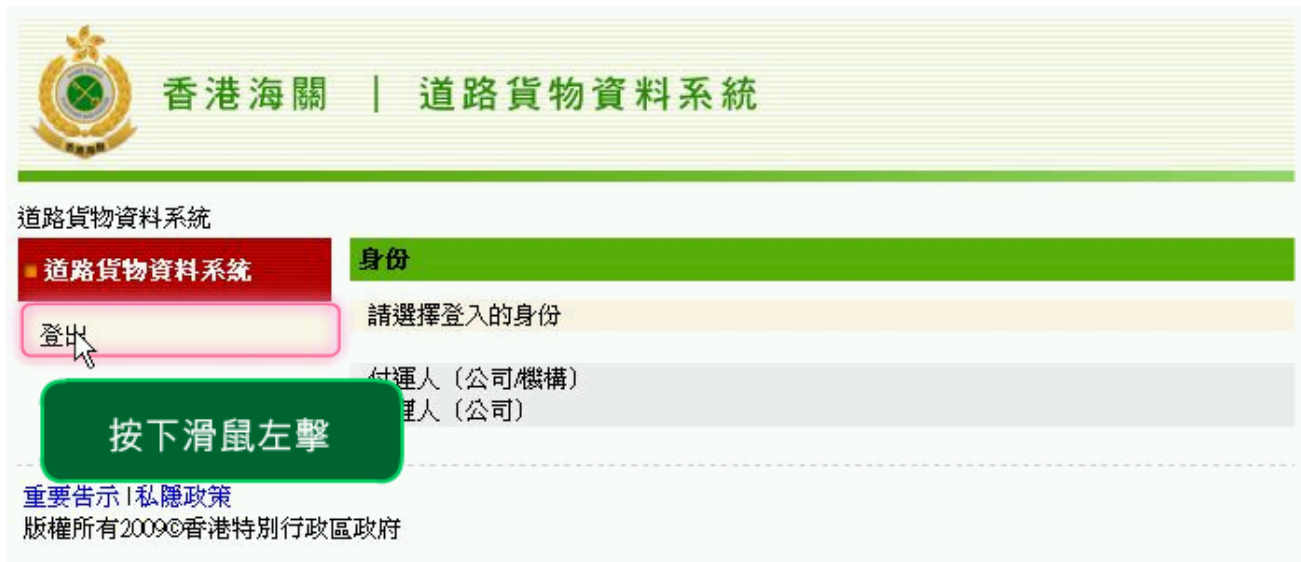 香港海關 | 道路貨物資料系統
道路貨物資料系統
道路貨物資料系統
身份
登出
請選擇登入的身份
付運人（公司/機構）
理人（公司）
按下滑鼠左擊
重要告示 | 私隱政策
版權所有2009©香港特別行政區政府